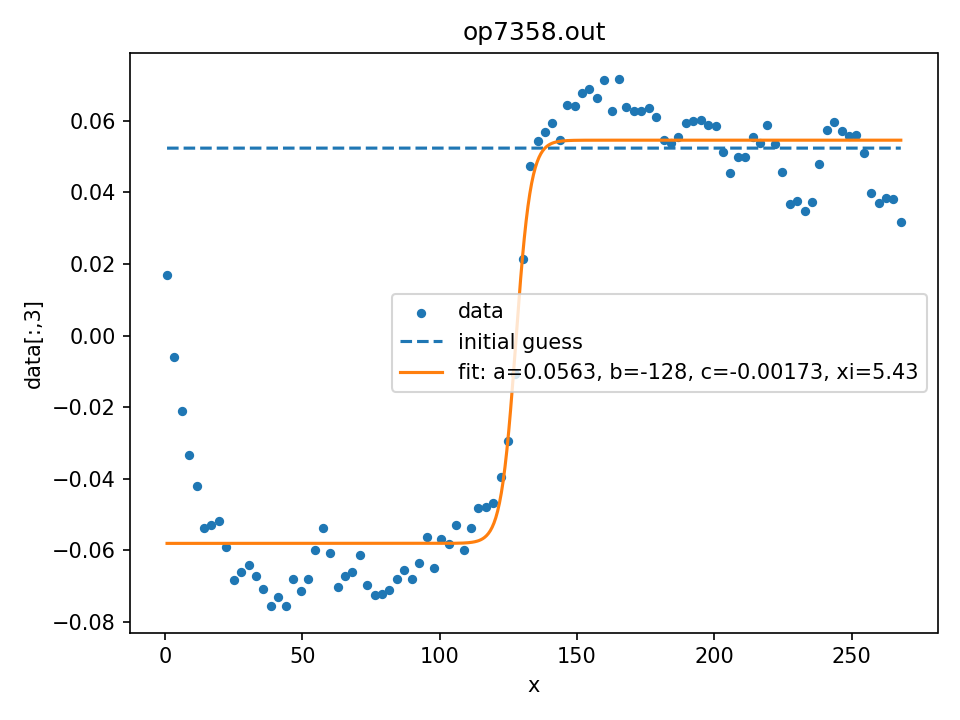 op7358.out
0.06
0.04
0.02
0.00
−0.02
−0.04
−0.06
−0.08
data[:,3]
data
initial guess
fit: a=0.0563, b=-128, c=-0.00173, xi=5.43
0 50 100 150 200 250
x